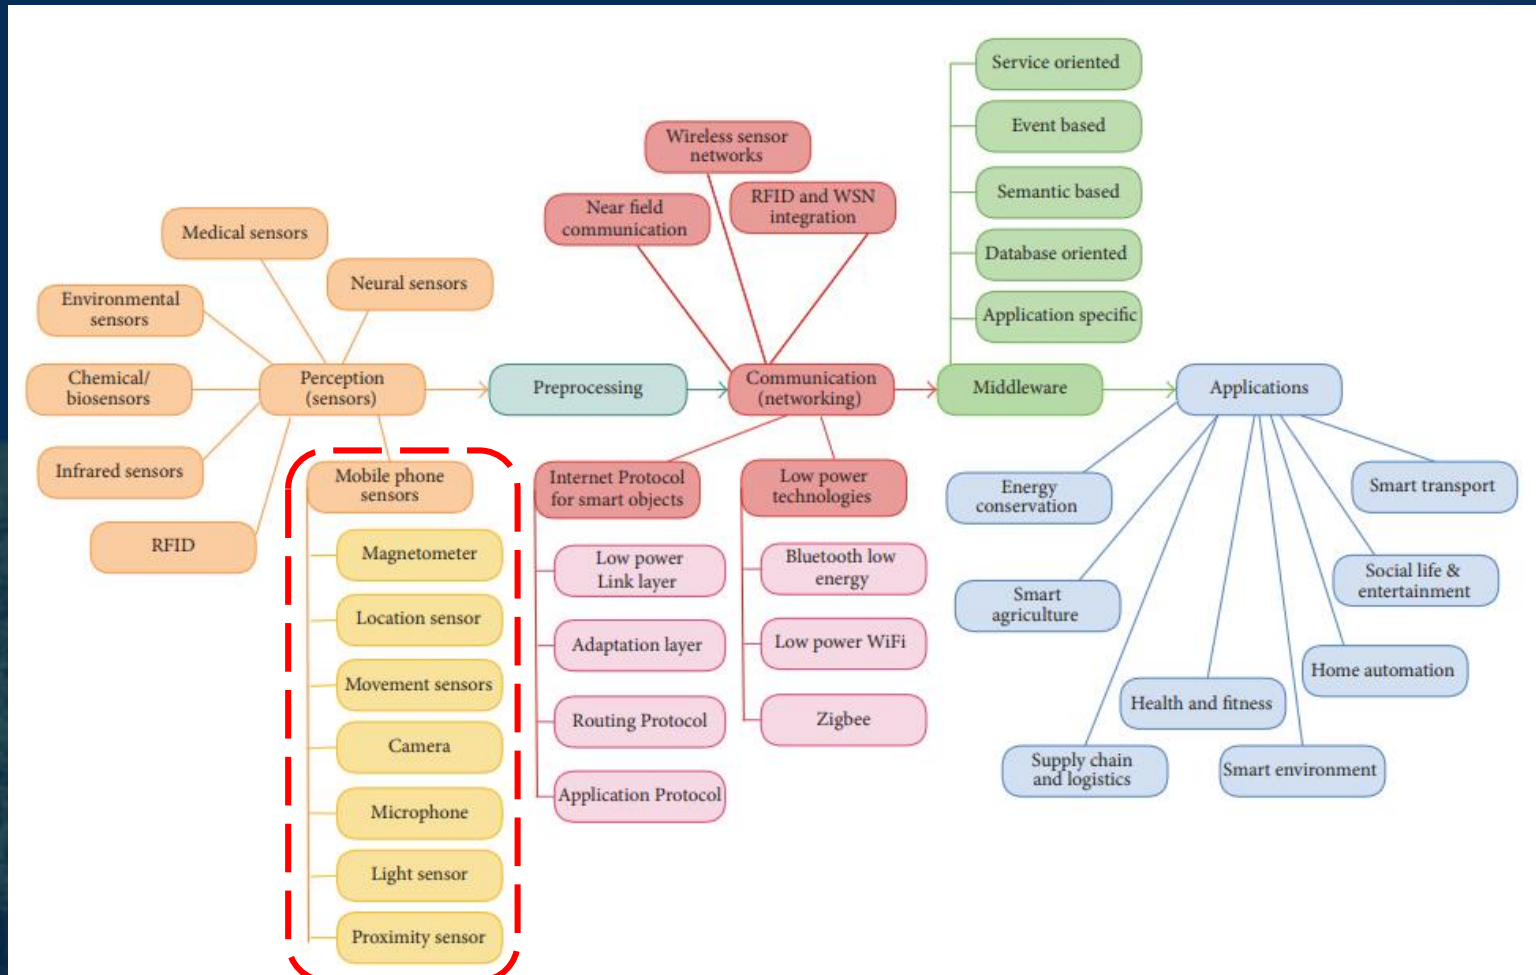 Service oriented
Event based
Semantic based
Database oriented
Application specific
Wireless sensor
networks
Near field
communication
RFID and WSN
integration
Medical sensors
Neural sensors
Environmental
sensors
Chemical/
biosensors
Infrared sensors
RFID
Perception
(sensors)
Preprocessing
Communication
(networking)
Middleware
Applications
Mobile phone
sensors
Magnetometer
Location sensor
Movement sensors
Camera
Microphone
Light sensor
Proximity sensor
Internet Protocol
for smart objects
Low power
Link layer
Adaptation layer
Routing Protocol
Application Protocol
Low power
technologies
Bluetooth low
energy
Low power WiFi
Zigbee
Energy
conservation
Smart
agriculture
Supply chain
and logistics
Health and fitness
Smart environment
Home automation
Social life &
entertainment
Smart transport